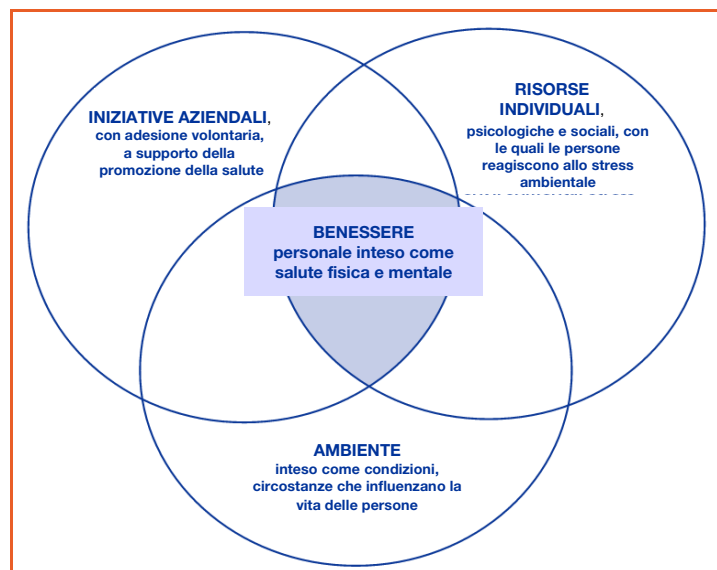 INIZIATIVE AZIENDALI,
con adesione volontaria,
a supporto della
promozione della salute
RISORSE
INDIVIDUALI,
psicologiche e sociali, con
le quali le persone
reagiscono allo stress
ambientale
BENESSERE
personale inteso come
salute fisica e mentale
AMBIENTE
inteso come condizioni,
circostanze che influenzano la
vita delle persone